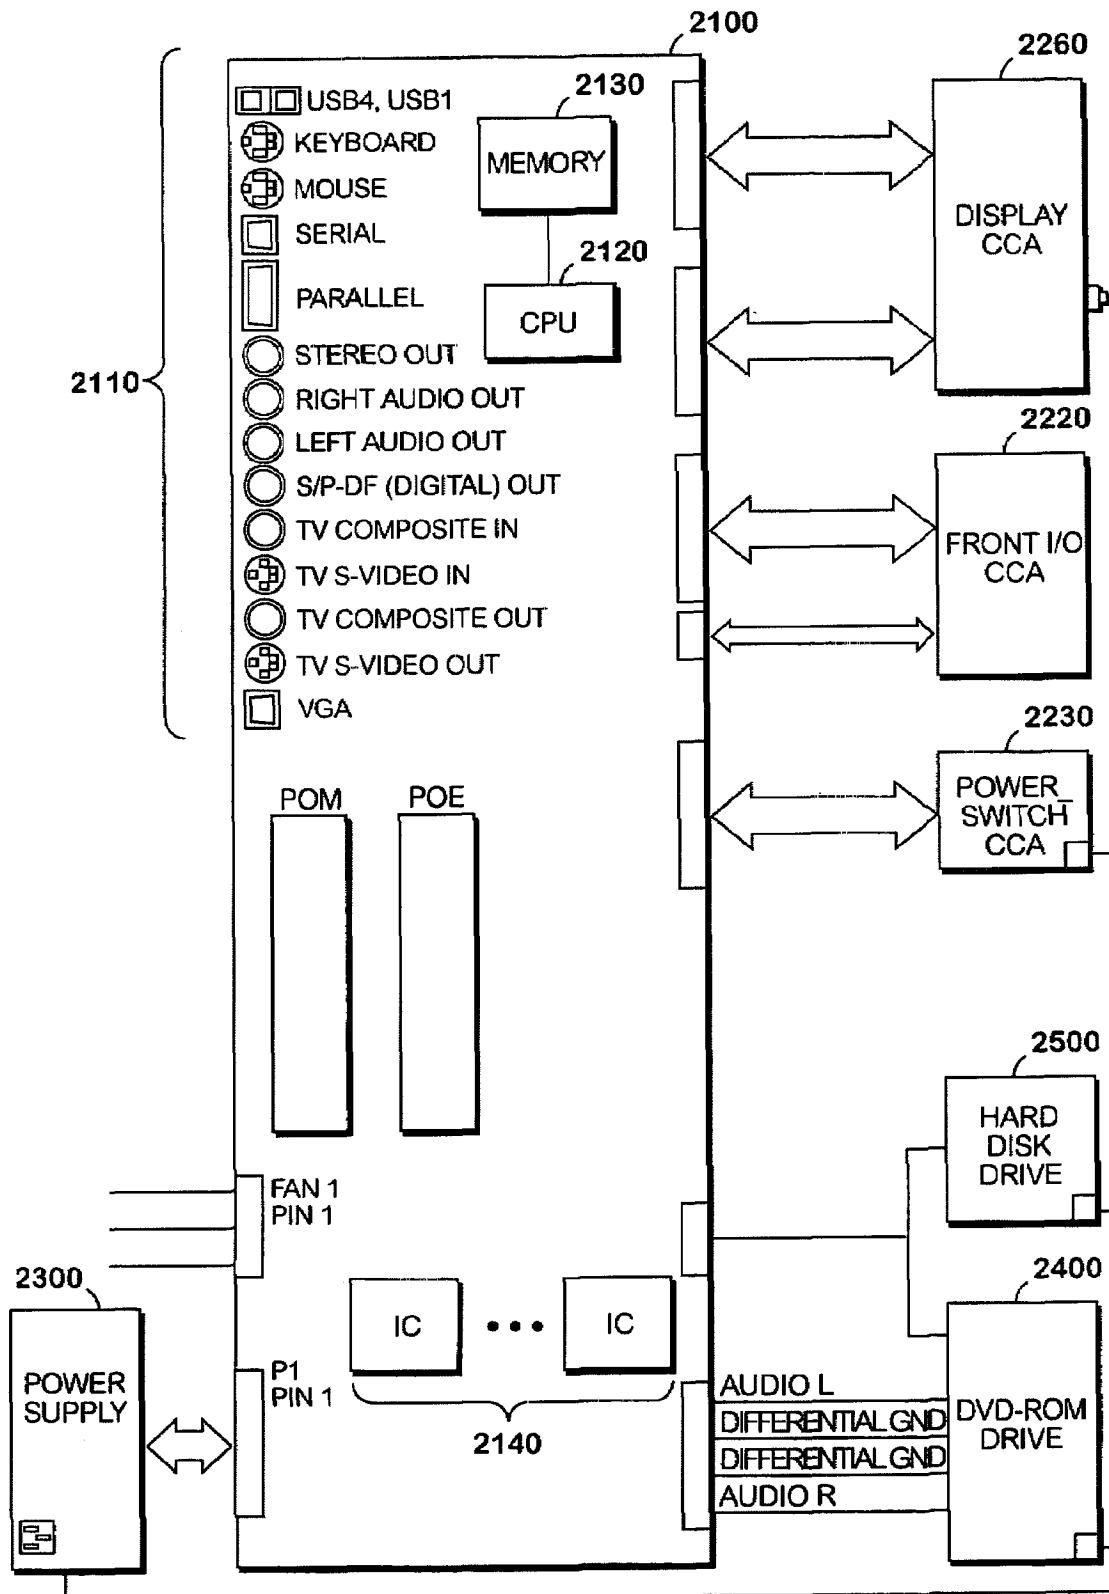 2100
2260
2130
USB4, USB1
KEYBOARD
MOUSE
SERIAL
PARALLEL
STEREO OUT
RIGHT AUDIO OUT
LEFT AUDIO OUT
S/P-DF (DIGITAL) OUT
TV COMPOSITE IN
TV S-VIDEO IN
TV COMPOSITE OUT
TV S-VIDEO OUT
VGA
2110
MEMORY
2120
CPU
DISPLAY
CCA
2220
FRONT I/O
CCA
2230
POWER
SWITCH
CCA
POM
POE
2500
HARD
DISK
DRIVE
FAN 1
PIN 1
2300
POWER
SUPPLY
P1
PIN 1
IC
IC
2140
2400
AUDIO L
DIFFERENTIAL GND
DIFFERENTIAL GND
AUDIO R
DVD-ROM
DRIVE